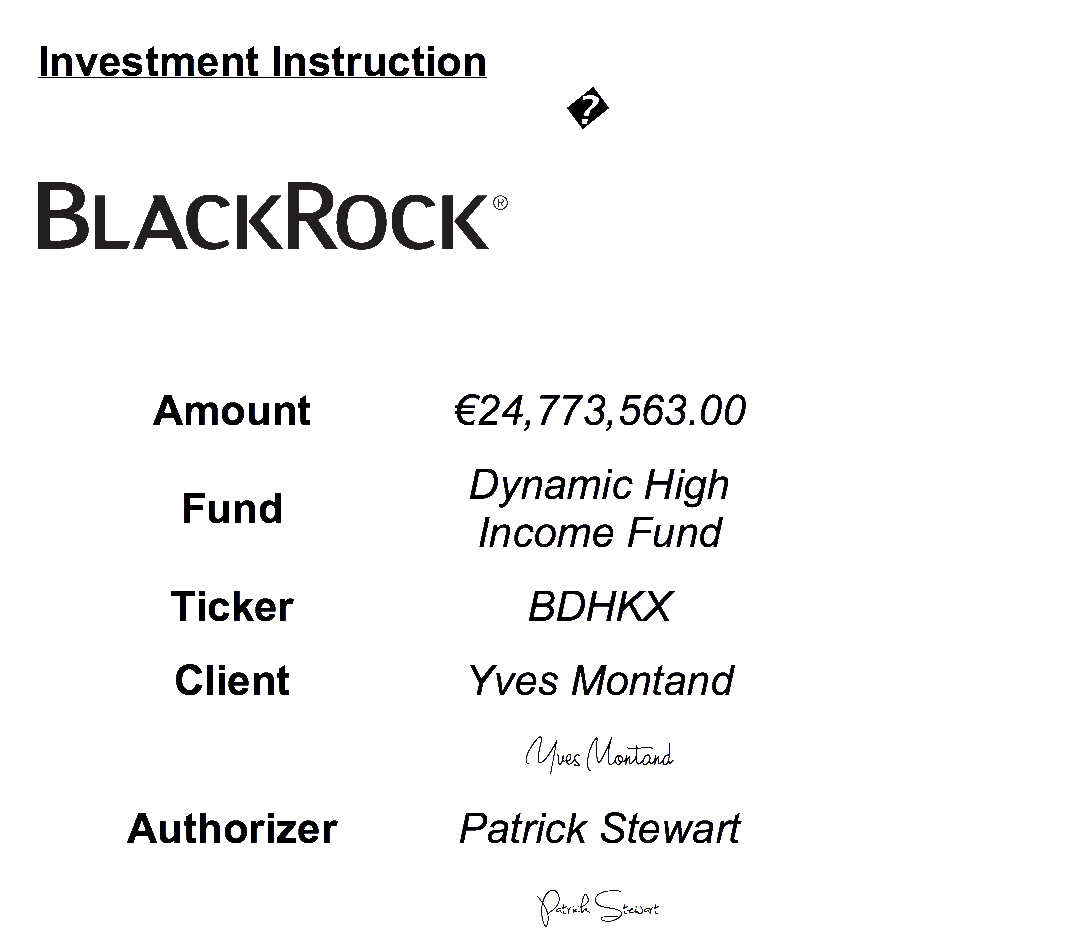 Investment Instruction
�
BLACKROCK®
Amount €24,773,563.00
Fund Dynamic High
Income Fund
Ticker BDHKX
Client Yves Montand
Yves Montand
Authorizer Patrick Stewart
Patrick Stewart